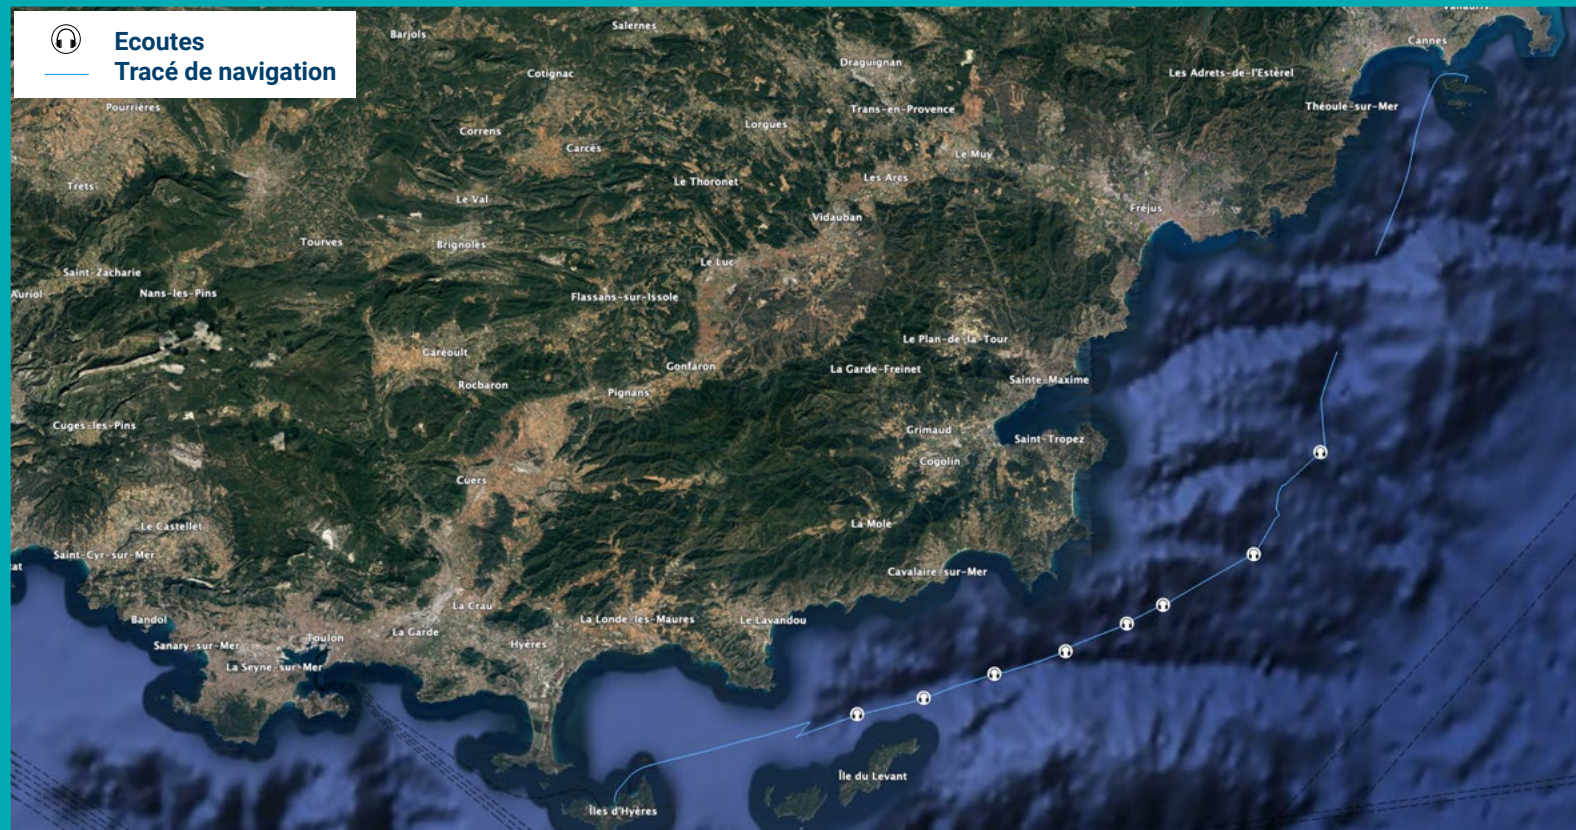 Ecoutes
Tracé de navigation
Barjols
Salernes
Vallauris
Cannes
Cotignac
Draguignan
Les Adrets-de-l'Estérel
Pourrières
Trans-en-Provence
Théoule-sur-Mer
Correns
Lorgues
Carcès
Le Muy
Trets
Le Val
Le Thoronet
Les Arcs
Fréjus
Vidauban
Tourves
Brignoles
Le Luc
Saint-Zacharie
Auriol
Nans-les-Pins
Flassans-sur-Issole
Le Plan-de-la-Tour
Garéoult
Gonfaron
La Garde-Freinet
Rocbaron
Pignans
Sainte-Maxime
Cuges-les-Pins
Grimaud
Saint-Tropez
Cogolin
Cuers
Le Castellet
La Mole
Saint-Cyr-sur-Mer
tat
Cavalaire-sur-Mer
La Crau
Bandol
La Garde
La Londe-les-Maures
Le Lavandou
Sanary-sur-Mer
Toulon
Hyères
La Seyne-sur-Mer
Île du Levant
Îles d'Hyères